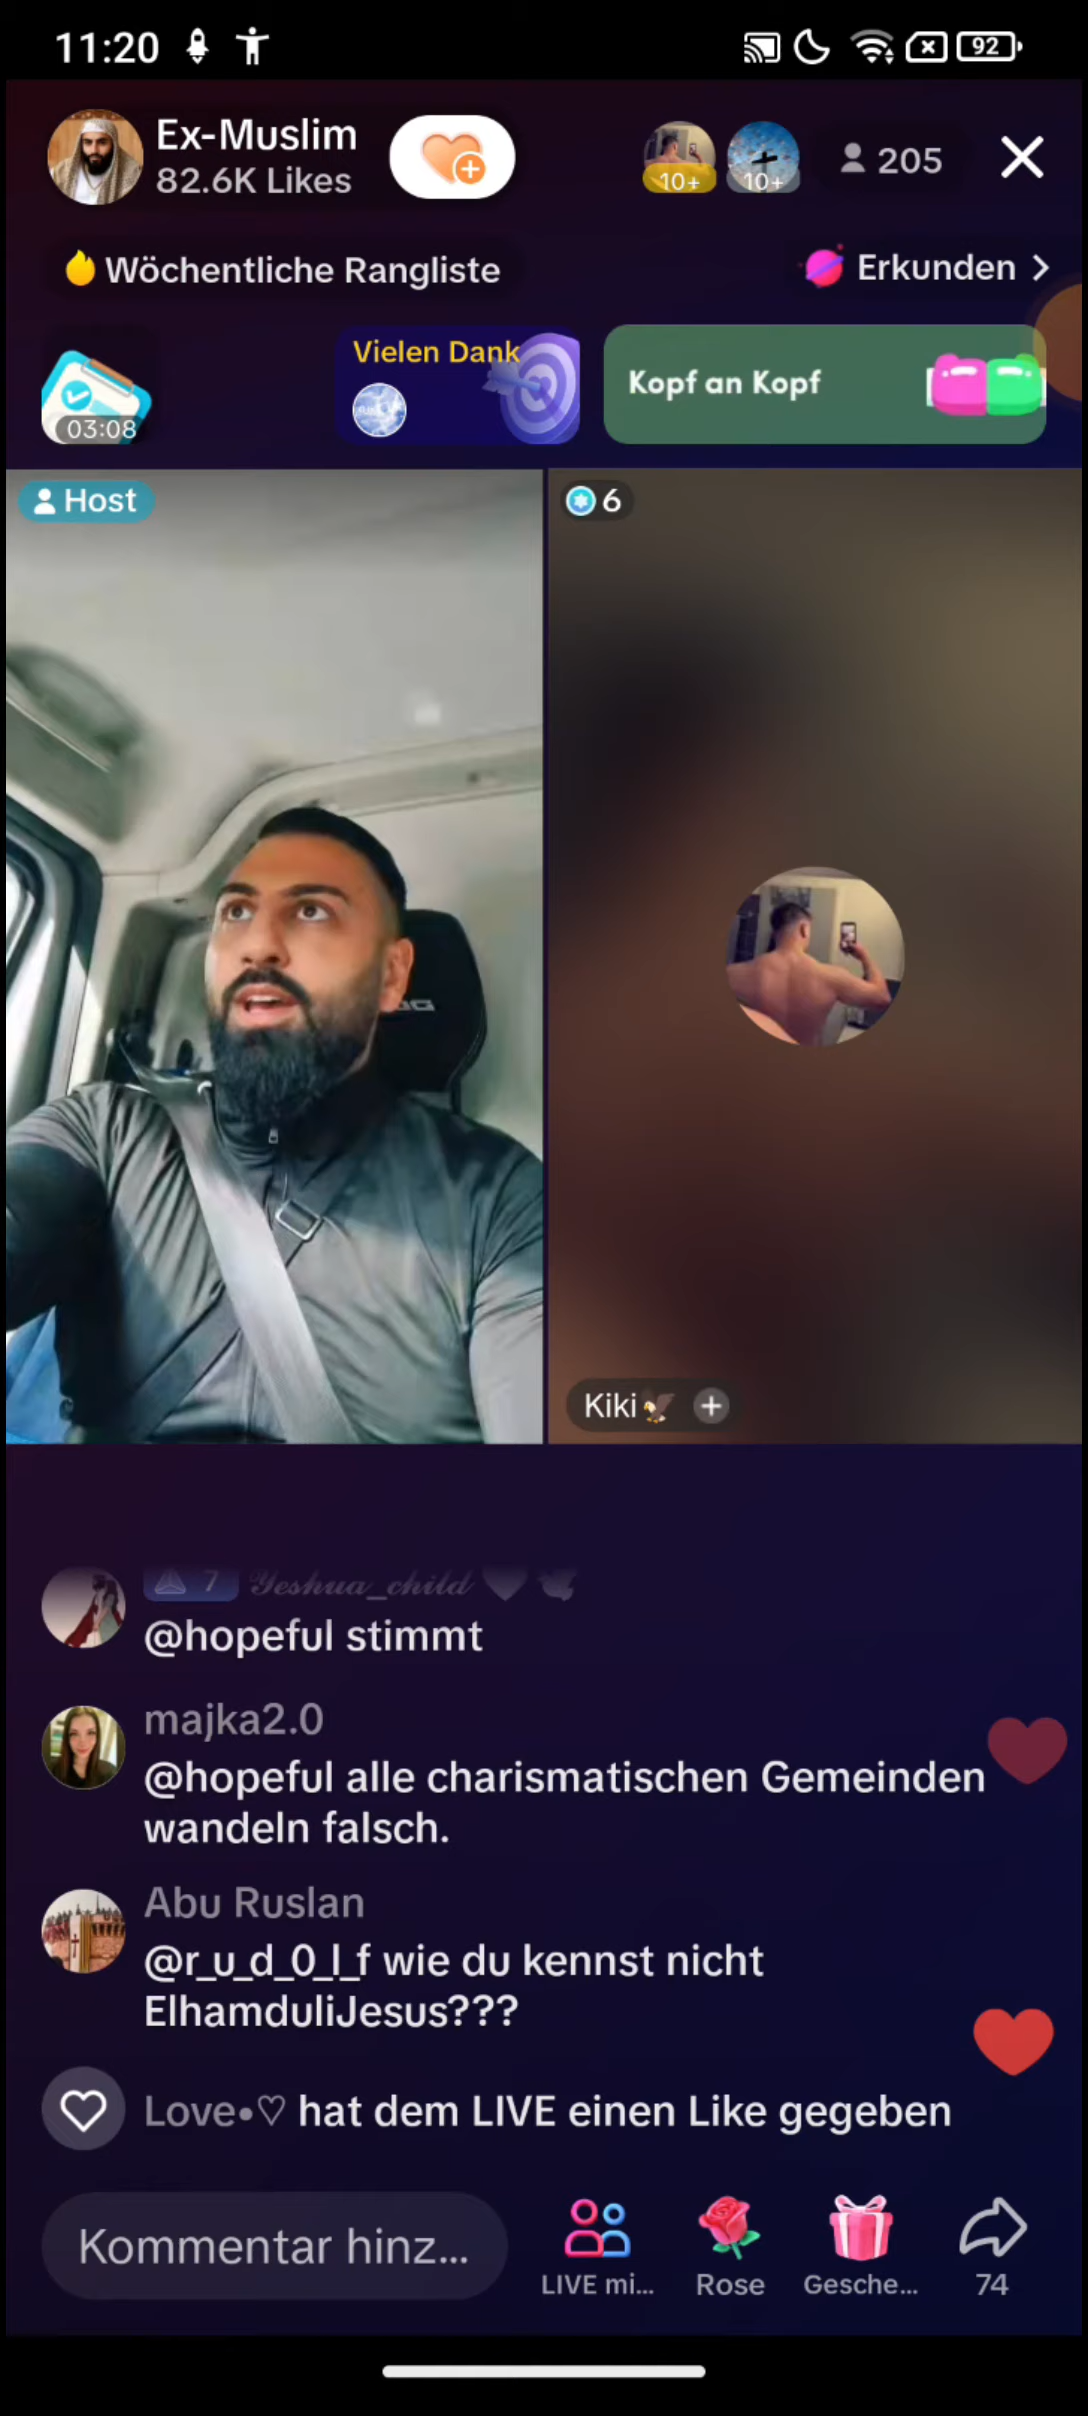 11:20
92
Ex-Muslim
82.6K Likes
10+
10+
205
Wöchentliche Rangliste
Erkunden
03:08
Vielen Dank
Kopf an Kopf
Host
6
Kiki
7 Yeshua_child
@hopeful stimmt
majka2.0
@hopeful alle charismatischen Gemeinden
wandeln falsch.
Abu Ruslan
@r_u_d_0_l_f wie du kennst nicht
ElhamduliJesus???
Love•♡ hat dem LIVE einen Like gegeben
Kommentar hinz...
LIVE mi...
Rose
Gesche...
74